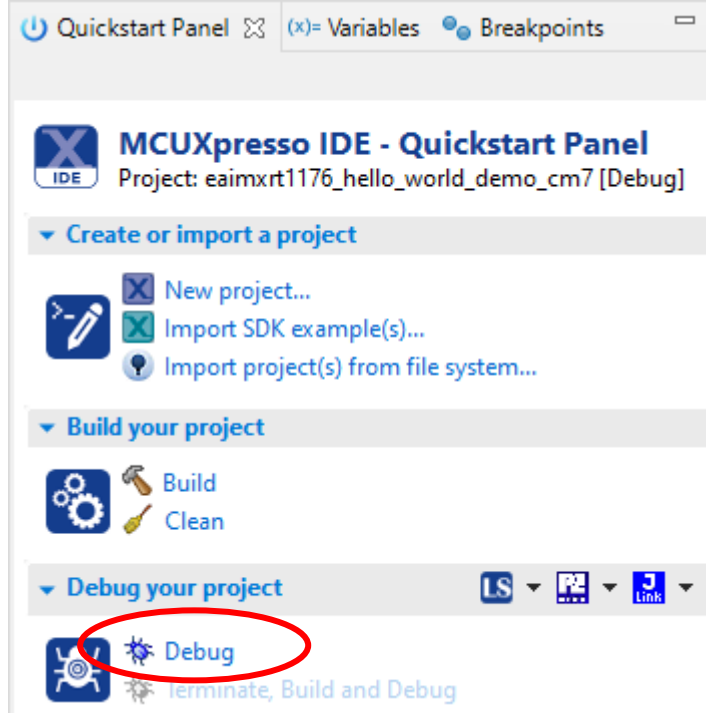 Quickstart Panel (x)= Variables Breakpoints
X
IDE
MCUXpresso IDE - Quickstart Panel
Project: eaimxrt1176_hello_world_demo_cm7 [Debug]
Create or import a project
X New project...
X Import SDK example(s)...
Import project(s) from file system...
Build your project
Build
Clean
Debug your project LS PE J Link
Debug
Terminate, Build and Debug